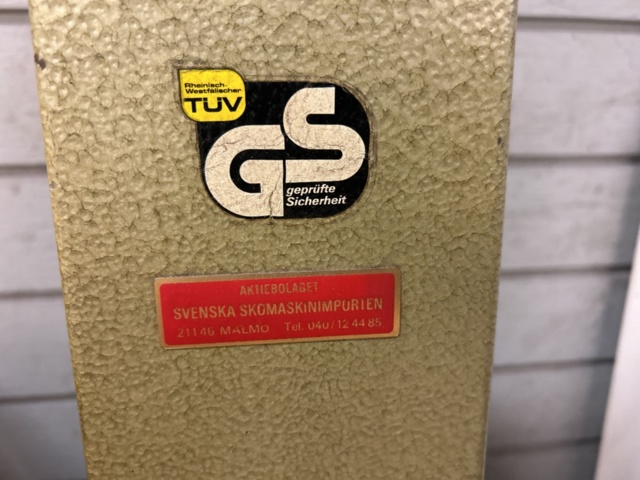 Rheinisch-
Westfälischer
TÜV
GS
geprüfte
Sicherheit
AKTIEBOLAGET
SVENSKA SKOMASKINIMPORTEN
21146 MALMÖ Tel. 040/12 44 85